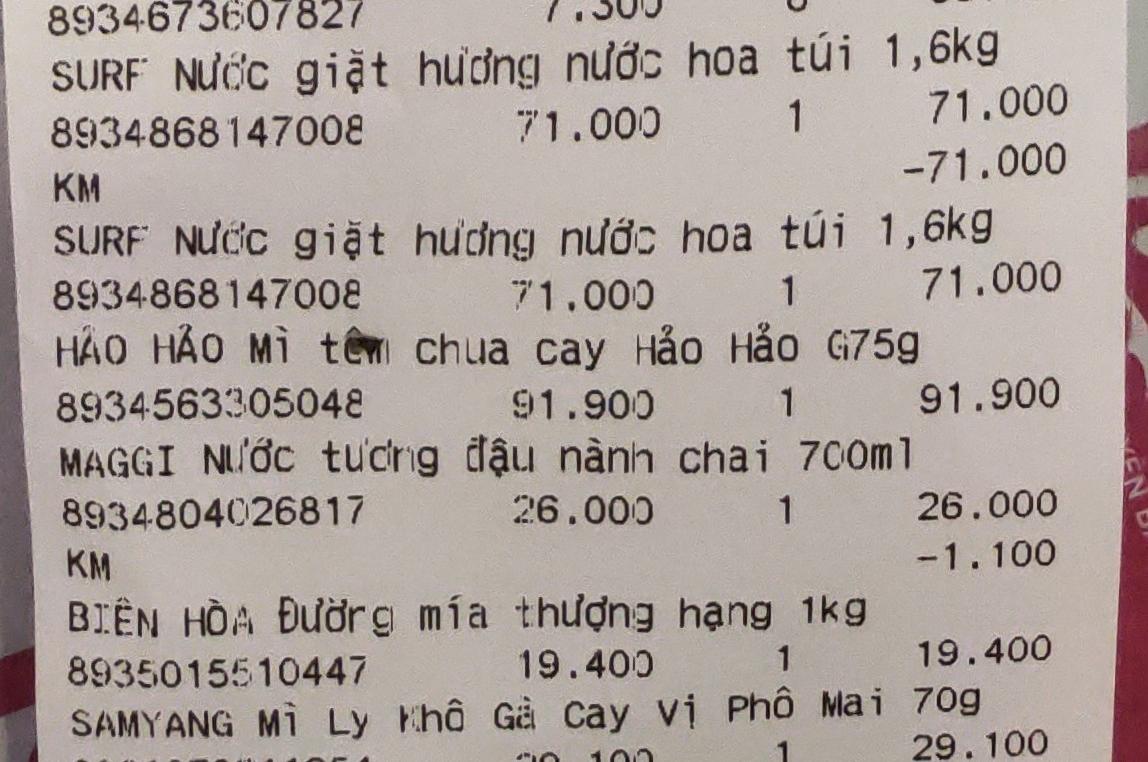 8934673607827 7.300
SURF Nước giặt hương nước hoa túi 1,6kg
8934868147008 71.000 1 71.000
KM -71.000
SURF Nước giặt hương nước hoa túi 1,6kg
8934868147008 71.000 1 71.000
HẢO HẢO Mì tôm chua cay Hảo Hảo G75g
8934563305048 91.900 1 91.900
MAGGI Nước tương đậu nành chai 700ml
8934804026817 26.000 1 26.000
KM -1.100
BIÊN HÒA Đường mía thượng hạng 1kg
8935015510447 19.400 1 19.400
SAMYANG Mì Ly Khô Gà Cay Vị Phô Mai 70g
1 29.100